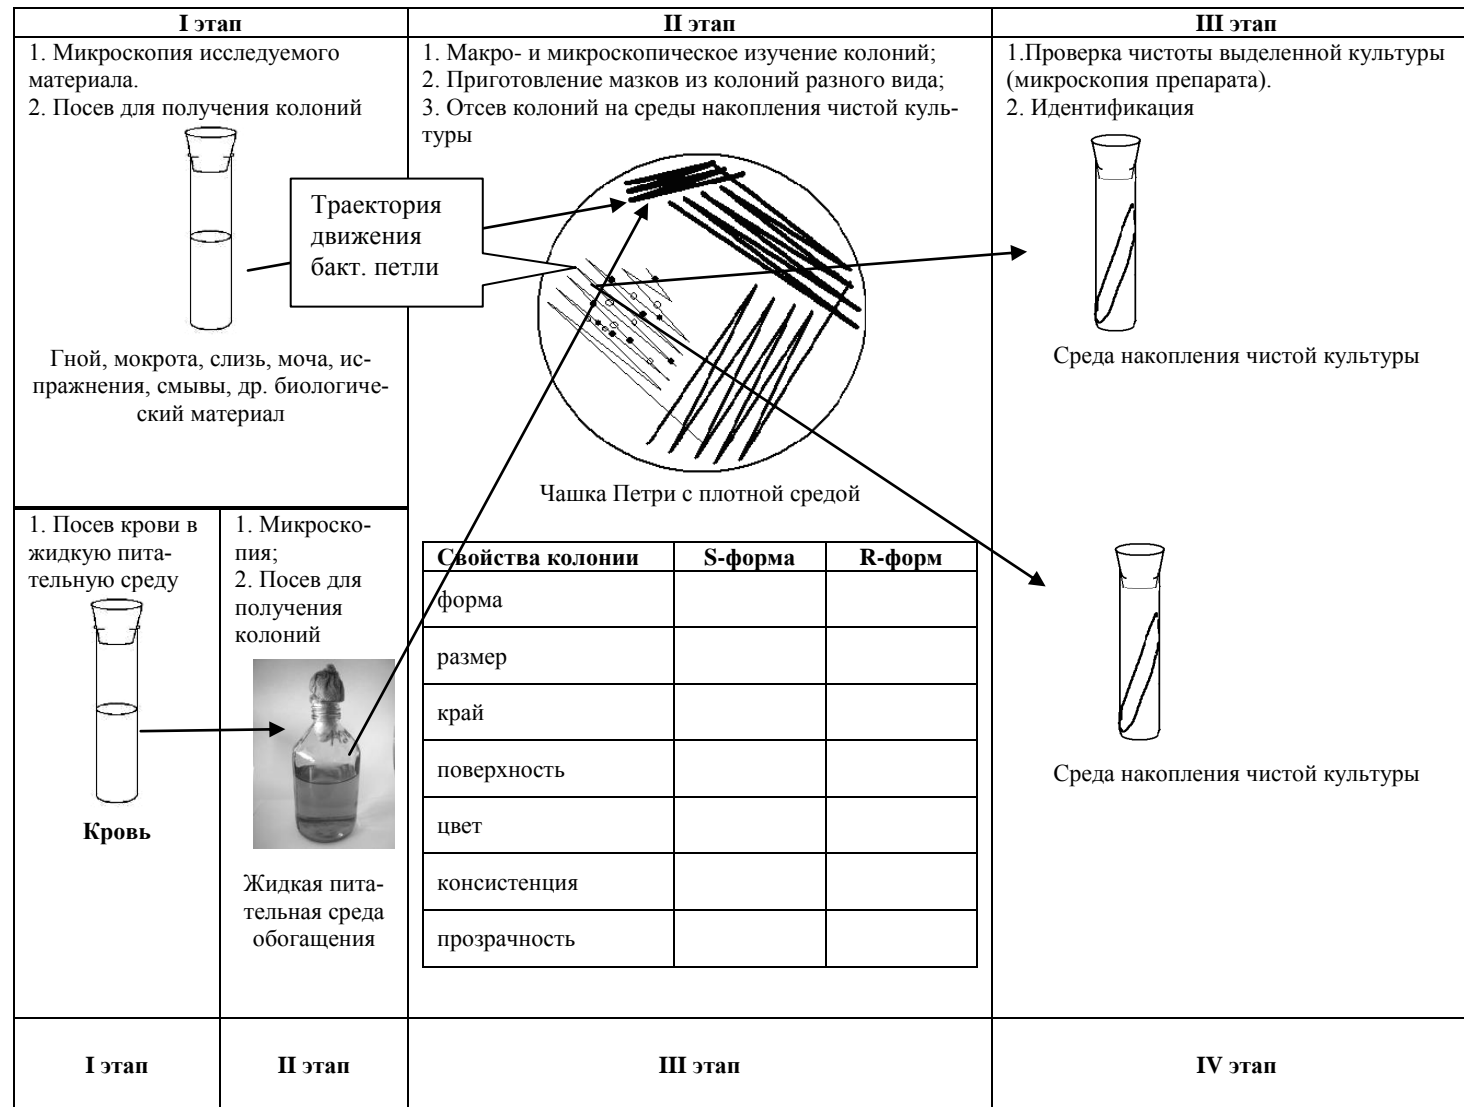 I этап
II этап
III этап
1. Микроскопия исследуемого
материала.
2. Посев для получения колоний
Гной, мокрота, слизь, моча, ис-
пражнения, смывы, др. биологиче-
ский материал
1. Макро- и микроскопическое изучение колоний;
2. Приготовление мазков из колоний разного вида;
3. Отсев колоний на среды накопления чистой куль-
туры
Траектория
движения
бакт. петли
Чашка Петри с плотной средой
1.Проверка чистоты выделенной культуры
(микроскопия препарата).
2. Идентификация
Среда накопления чистой культуры
Среда накопления чистой культуры
1. Посев крови в
жидкую пита-
тельную среду
Кровь
1. Микроско-
пия;
2. Посев для
получения
колоний
Жидкая пита-
тельная среда
обогащения
Свойства колонии S-форма R-форм
форма
размер
край
поверхность
цвет
консистенция
прозрачность
I этап
II этап
III этап
IV этап